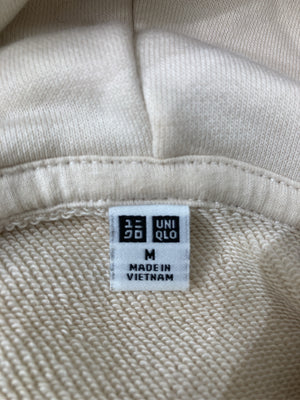 ユニ UNI
クロ QLO
M
MADE IN
VIETNAM